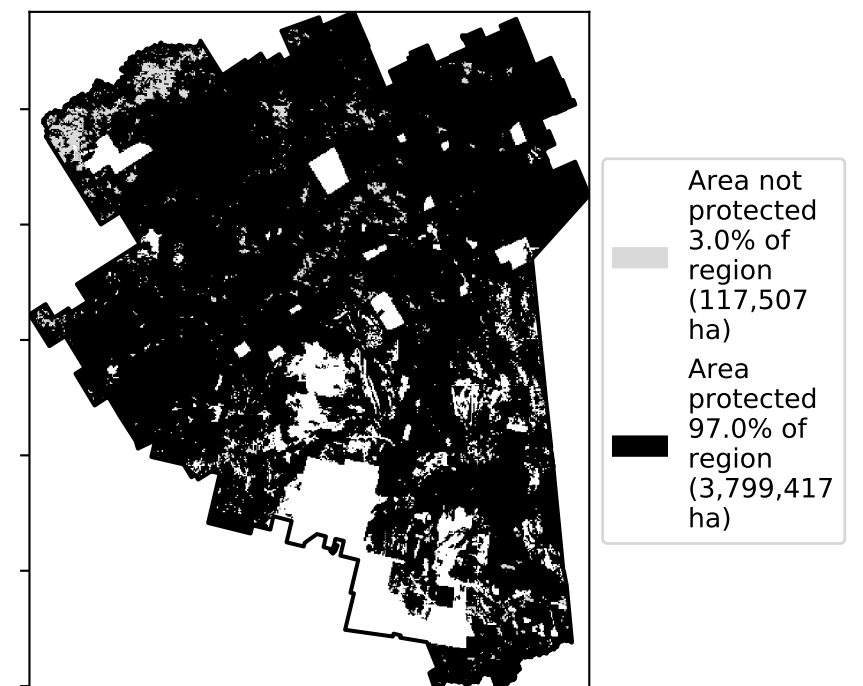 Area not
protected
3.0% of
region
(117,507
ha)
Area
protected
97.0% of
region
(3,799,417
ha)